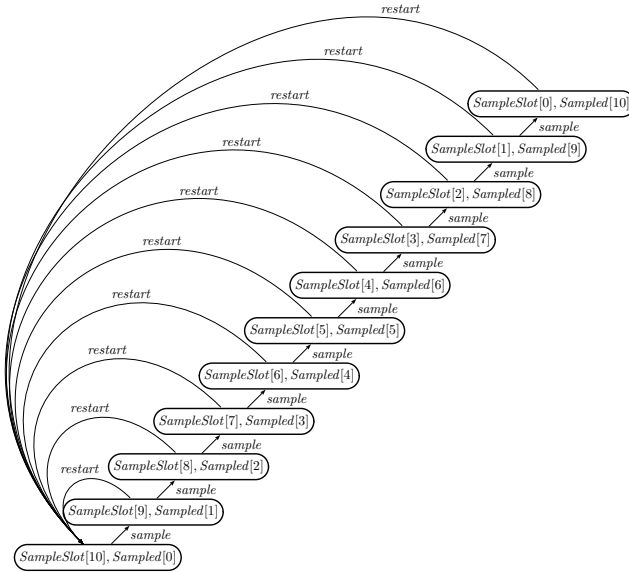 restart
restart
SampleSlot[0], Sampled[10]
restart
sample
SampleSlot[1], Sampled[9]
restart
sample
SampleSlot[2], Sampled[8]
restart
sample
SampleSlot[3], Sampled[7]
restart
sample
SampleSlot[4], Sampled[6]
restart
sample
SampleSlot[5], Sampled[5]
restart
sample
SampleSlot[6], Sampled[4]
restart
sample
SampleSlot[7], Sampled[3]
restart
sample
SampleSlot[8], Sampled[2]
restart
sample
SampleSlot[9], Sampled[1]
sample
SampleSlot[10], Sampled[0]